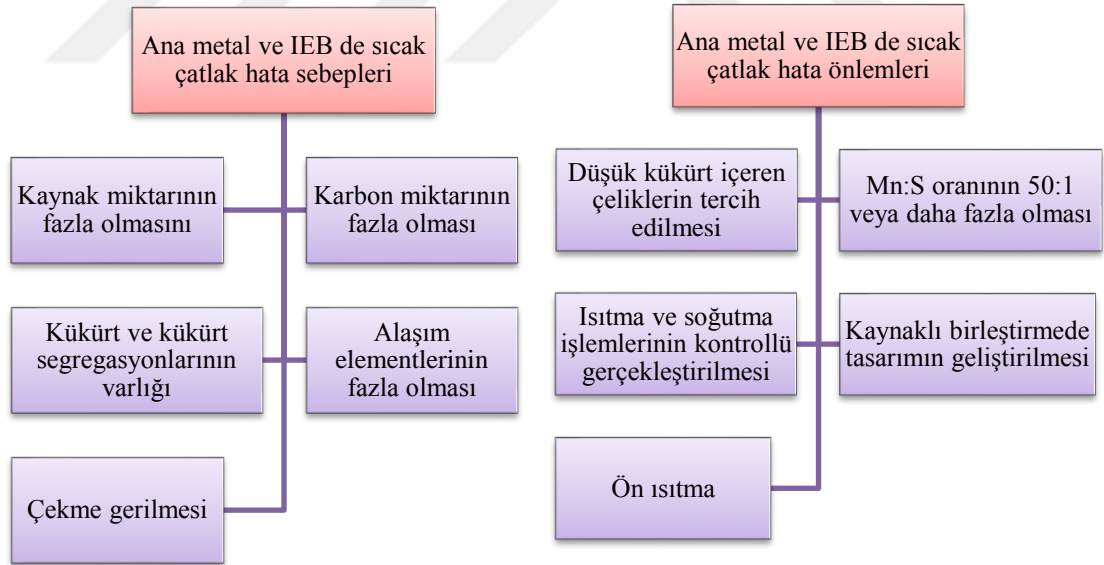 Ana metal ve IEB de sıcak
çatlak hata sebepleri
Kaynak miktarının
fazla olmasını
Karbon miktarının
fazla olması
Kükürt ve kükürt
segregasyonlarının
varlığı
Alaşım
elementlerinin
fazla olması
Çekme gerilmesi
Ana metal ve IEB de sıcak
çatlak hata önlemleri
Düşük kükürt içeren
çeliklerin tercih
edilmesi
Mn:S oranının 50:1
veya daha fazla olması
Isıtma ve soğutma
işlemlerinin kontrollü
gerçekleştirilmesi
Kaynaklı birleştirmede
tasarımın geliştirilmesi
Ön ısıtma